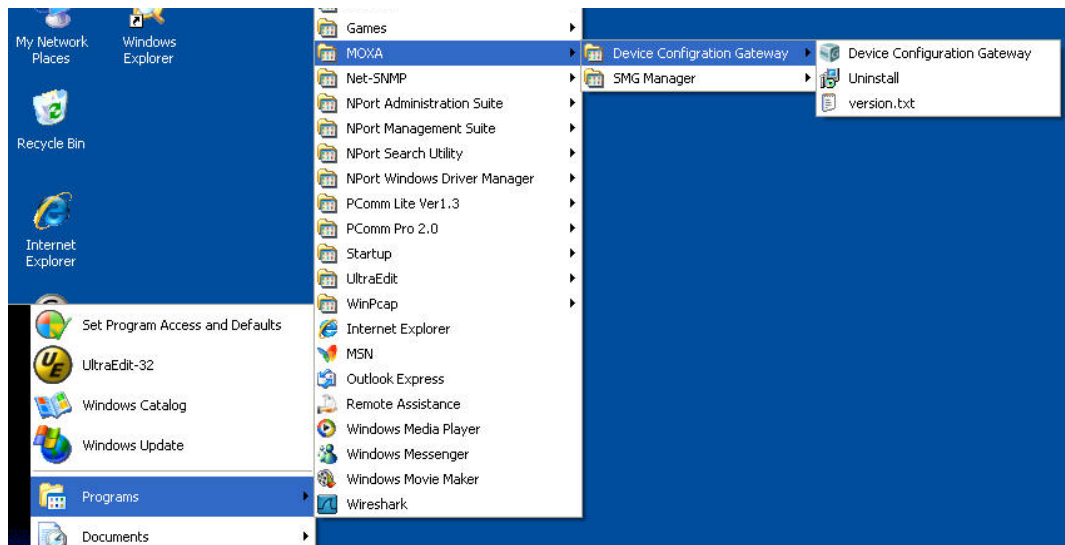 My Network
Places
Windows
Explorer
Recycle Bin
Internet
Explorer
Set Program Access and Defaults
UltraEdit-32
Windows Catalog
Windows Update
Programs
Documents
Games
MOXA
Net-SNMP
NPort Administration Suite
NPort Management Suite
NPort Search Utility
NPort Windows Driver Manager
PComm Lite Ver1.3
PComm Pro 2.0
Startup
UltraEdit
WinPcap
Internet Explorer
MSN
Outlook Express
Remote Assistance
Windows Media Player
Windows Messenger
Windows Movie Maker
Wireshark
Device Configration Gateway
SMG Manager
Device Configuration Gateway
Uninstall
version.txt